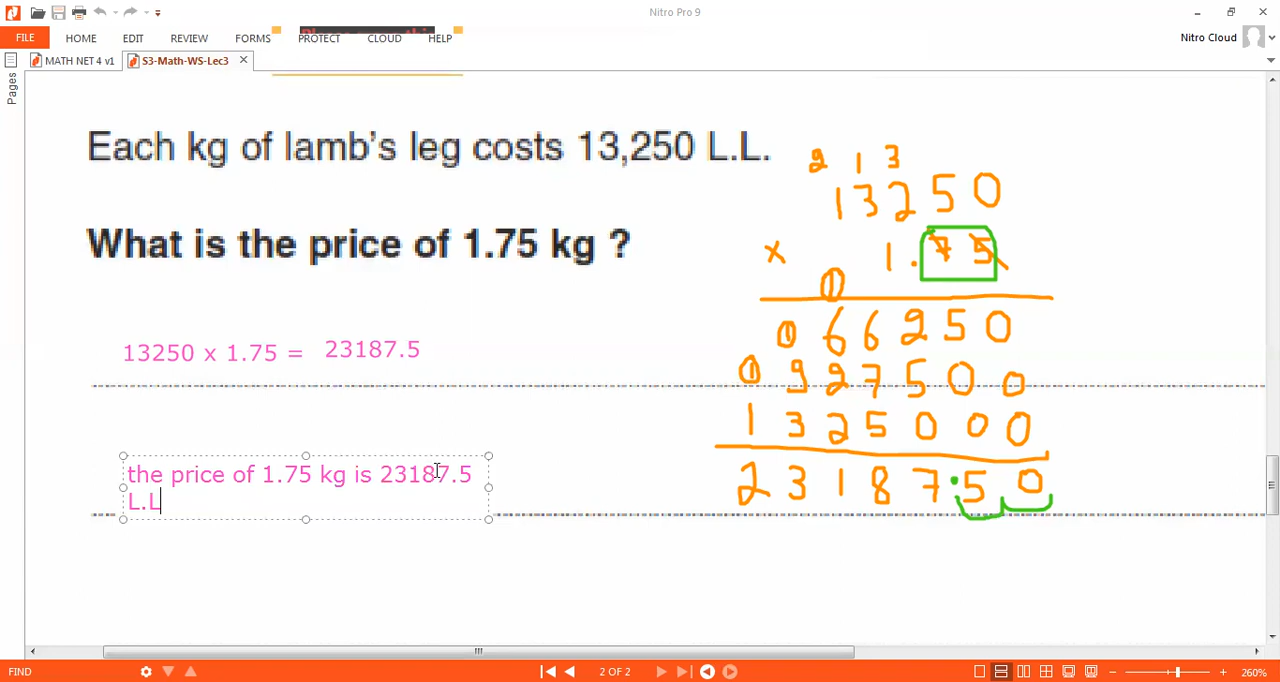 Nitro Pro 9
FILE HOME EDIT REVIEW FORMS PROTECT CLOUD HELP
Nitro Cloud
MATH NET 4 v1 S3-Math-WS-Lec3
Pages
Each kg of lamb's leg costs 13,250 L.L.
What is the price of 1.75 kg ?
13250 x 1.75 = 23187.5
the price of 1.75 kg is 23187.5
L.L
2 1 3
13250
x 1.75
0
066250
0927500
1325000
23187.50
FIND
2 OF 2
260%